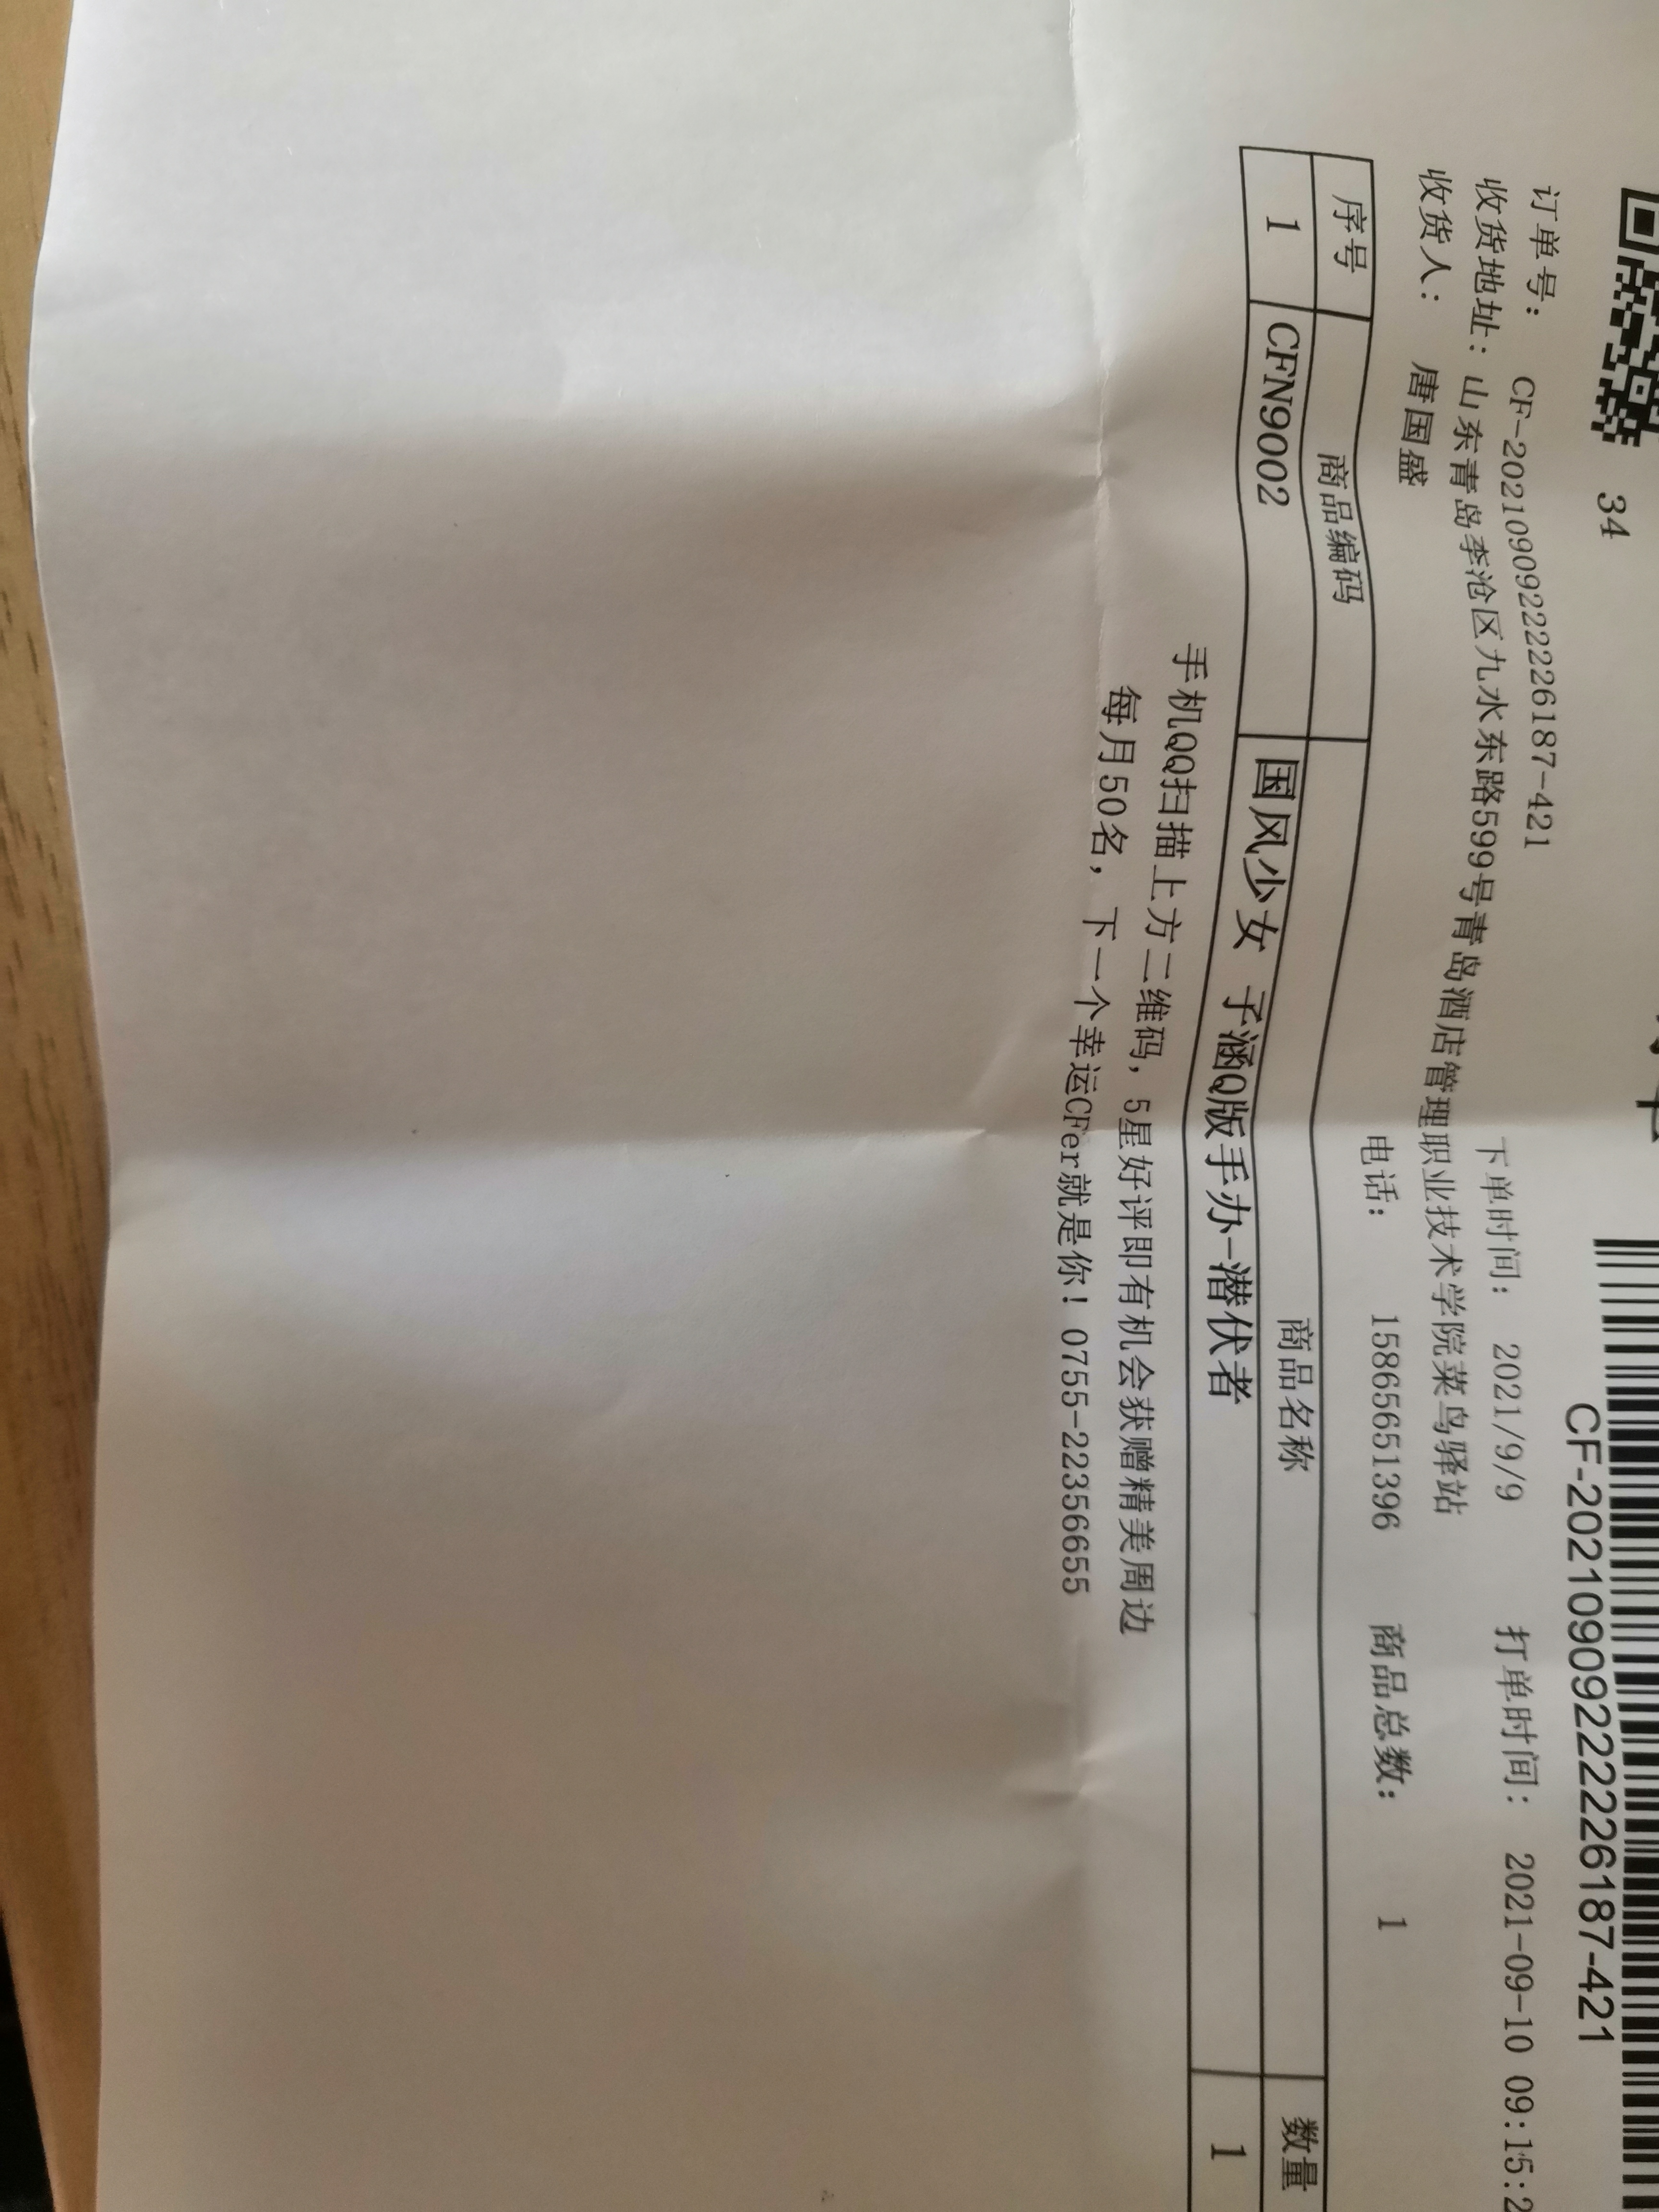 34
CF-20210909222226187-421
订单号： CF-20210909222226187-421 下单时间： 2021/9/9 打单时间： 2021-09-10 09:15:2
收货地址：山东青岛李沧区九水东路599号青岛酒店管理职业技术学院菜鸟驿站
收货人： 唐国盛 电话： 15865651396 商品总数： 1
序号 商品编码 商品名称 数量
1 CFN9002 国风少女 子涵Q版手办-潜伏者 1
手机QQ扫描上方二维码，5星好评即有机会获赠精美周边
每月50名，下一个幸运CFer就是你！0755-22356655